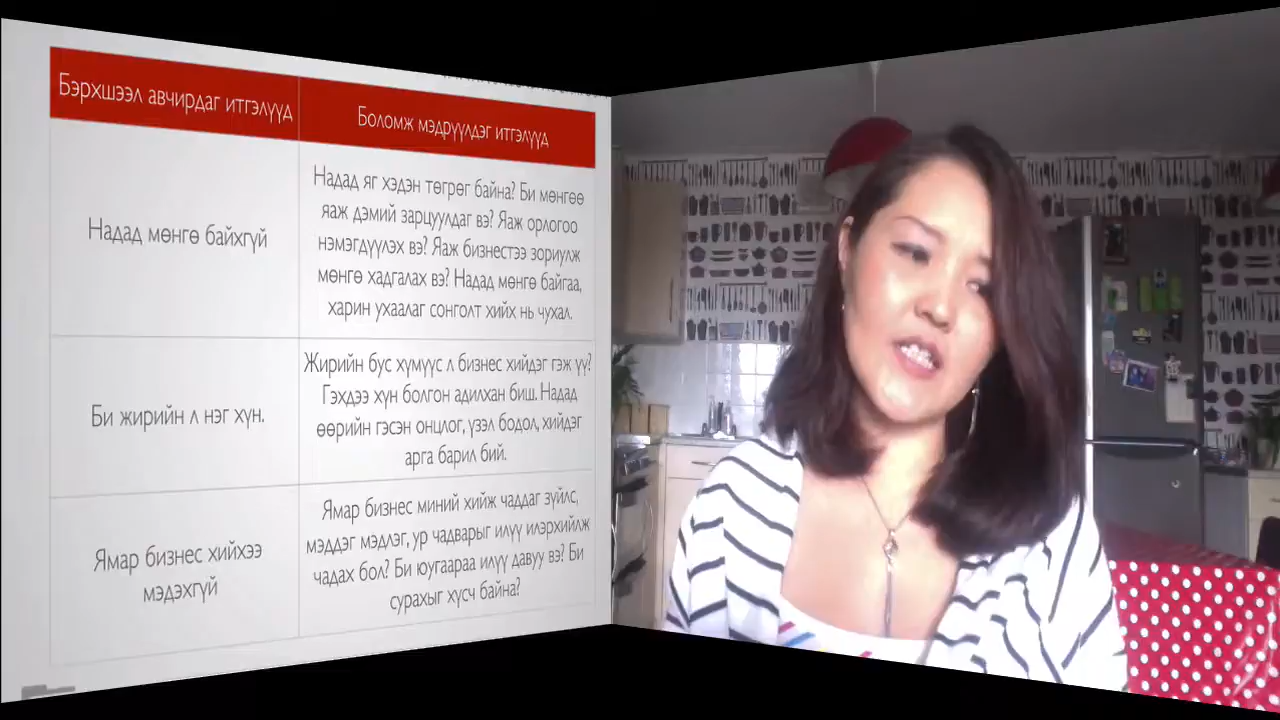 Бэрхшээл авчирдаг итгэлүүд
Боломж мэдрүүлдэг итгэлүүд
Надад мөнгө байхгүй
Надад яг хэдэн төгрөг байна? Би мөнгөө
яаж дэмий зарцуулдаг вэ? Яаж орлогоо
нэмэгдүүлэх вэ? Яаж бизнестээ зориулж
мөнгө хадгалах вэ? Надад мөнгө байгаа,
харин ухаалаг сонголт хийх нь чухал.
Би жирийн л нэг хүн.
Жирийн бус хүмүүс л бизнес хийдэг гэж үү?
Гэхдээ хүн болгон адилхан биш. Надад
өөрийн гэсэн онцлог, үзэл бодол, хийдэг
арга барил бий.
Ямар бизнес хийхээ
мэдэхгүй
Ямар бизнес миний хийж чаддаг зүйлс,
мэддэг мэдлэг, ур чадварыг илүү илэрхийлж
чадах бол? Би юугаараа илүү давуу вэ? Би
сурахыг хүсч байна?